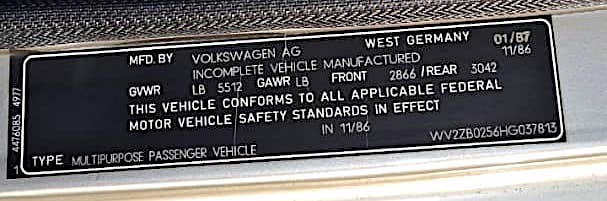 MFD. BY VOLKSWAGEN AG WEST GERMANY 01/87
INCOMPLETE VEHICLE MANUFACTURED 11/86
GVWR LB 5512 GAWR LB FRONT 2866/REAR 3042
THIS VEHICLE CONFORMS TO ALL APPLICABLE FEDERAL
MOTOR VEHICLE SAFETY STANDARDS IN EFFECT
IN 11/86
TYPE MULTIPURPOSE PASSENGER VEHICLE WV2ZB0256HG037813
4476085 4977